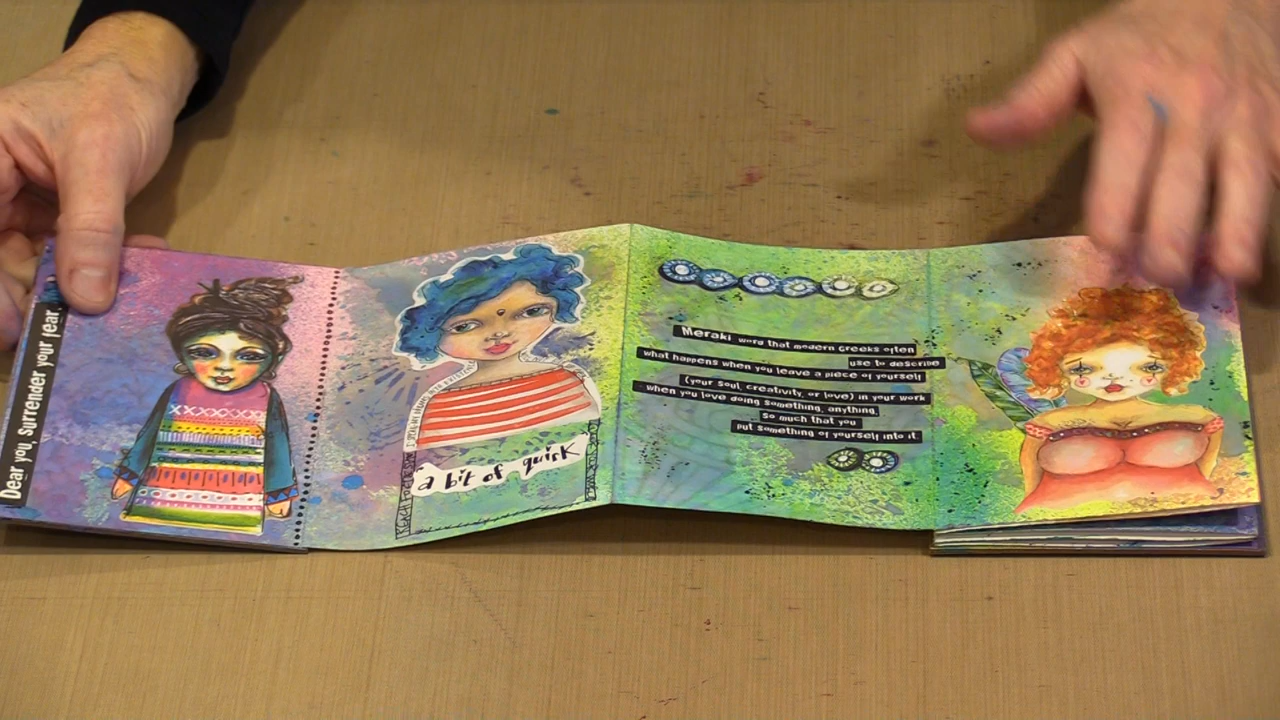 Dear you, Surrender your fear,
a bit of quirk
Meraki word that modern Greeks often
use to describe
what happens when you leave a piece of yourself
(your soul, creativity, or love) in your work
- when you love doing something, anything,
So much that you
put something of yourself into it.